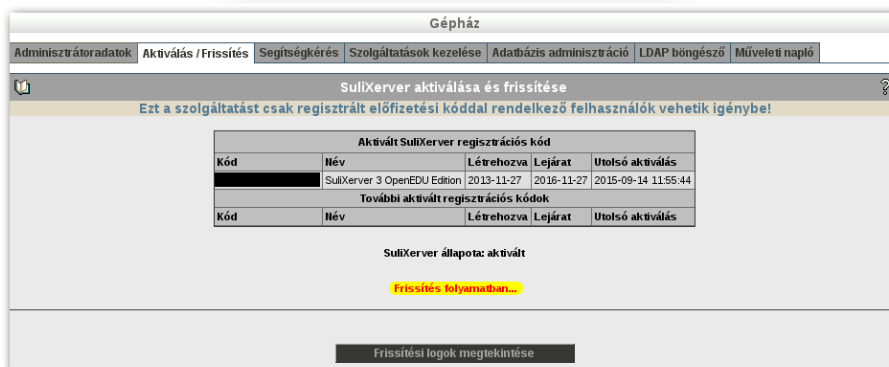 Gépház
Adminisztrátoradatok Aktiválás / Frissítés Segítségkérés Szolgáltatások kezelése Adatbázis adminisztráció LDAP böngésző Műveleti napló
SuliXerver aktiválása és frissítése ?
Ezt a szolgáltatást csak regisztrált előfizetési kóddal rendelkező felhasználók vehetik igénybe!
Aktivált SuliXerver regisztrációs kód
Kód Név Létrehozva Lejárat Utolsó aktiválás
SuliXerver 3 OpenEDU Edition 2013-11-27 2016-11-27 2015-09-14 11:55:44
További aktivált regisztrációs kódok
Kód Név Létrehozva Lejárat Utolsó aktiválás
SuliXerver állapota: aktivált
Frissítés folyamatban...
Frissítési logok megtekintése